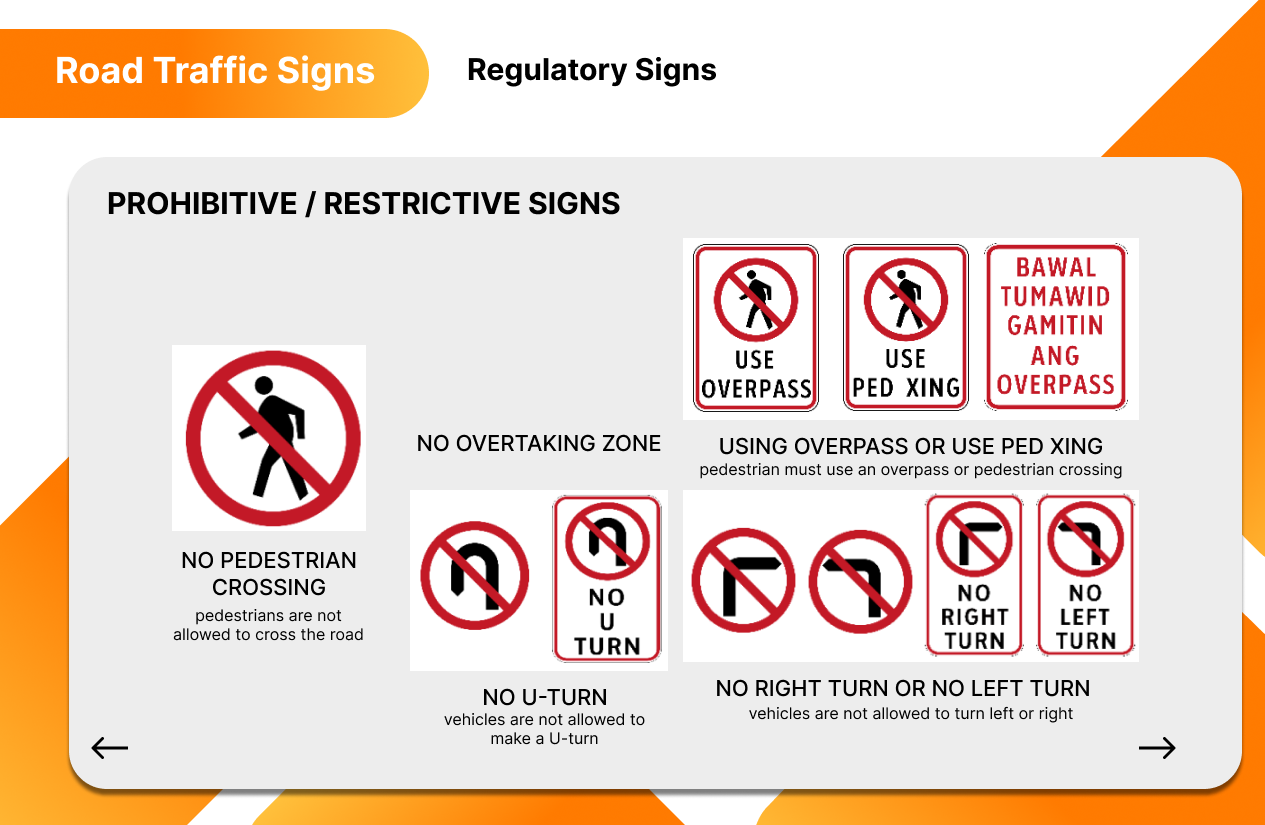 Road Traffic Signs
Regulatory Signs
PROHIBITIVE / RESTRICTIVE SIGNS
NO PEDESTRIAN
CROSSING
pedestrians are not
allowed to cross the road
NO OVERTAKING ZONE
USE
OVERPASS
USE
PED XING
BAWAL
TUMAWID
GAMITIN
ANG
OVERPASS
USING OVERPASS OR USE PED XING
pedestrian must use an overpass or pedestrian crossing
NO
U
TURN
NO U-TURN
vehicles are not allowed to
make a U-turn
NO
RIGHT
TURN
NO
LEFT
TURN
NO RIGHT TURN OR NO LEFT TURN
vehicles are not allowed to turn left or right